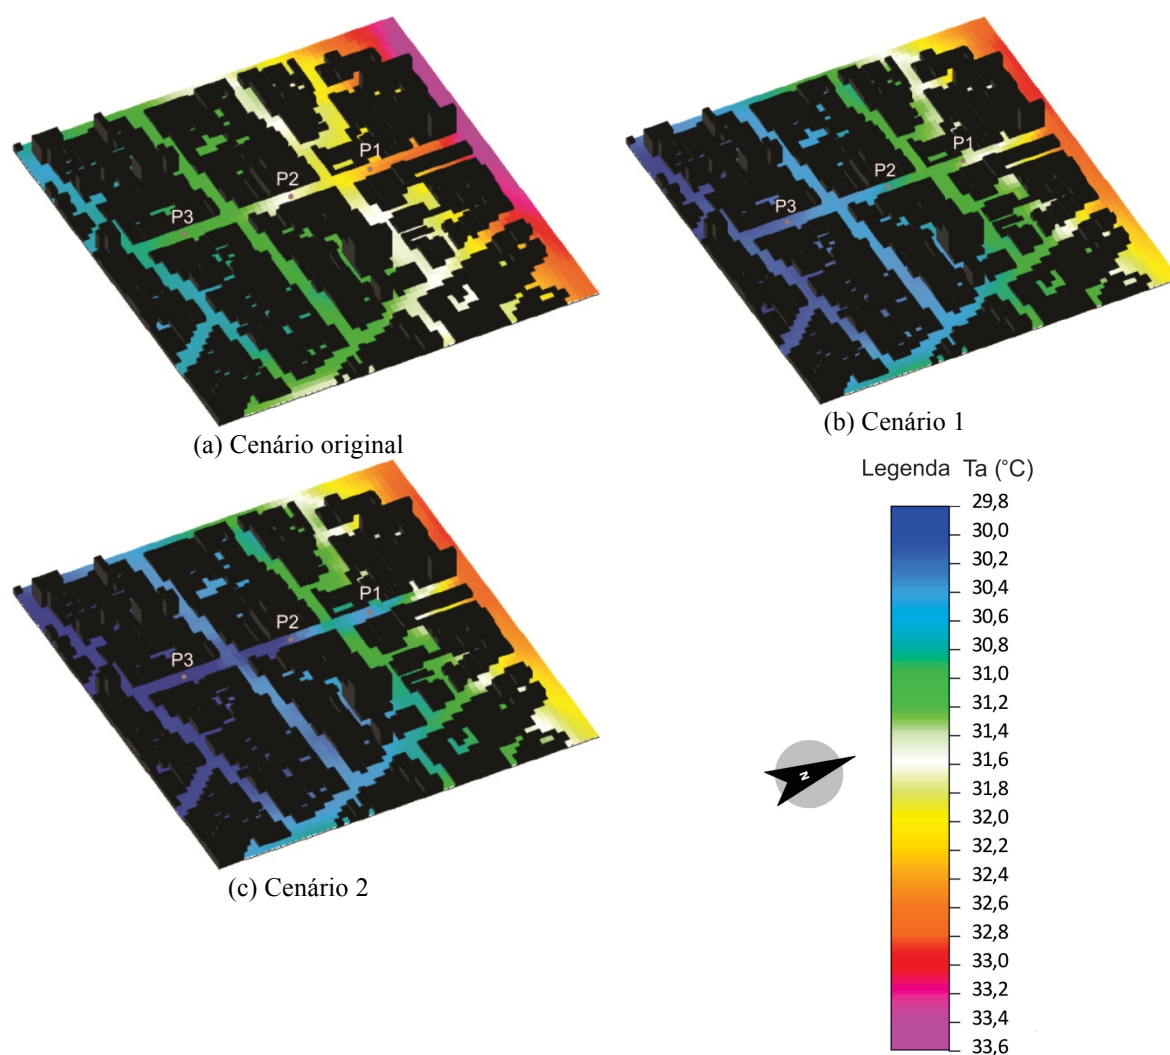 P1
P2
P3
(a) Cenário original
P1
P2
P3
(b) Cenário 1
P1
P2
P3
(c) Cenário 2
Legenda Ta (°C)
29,8
30,0
30,2
30,4
30,6
30,8
31,0
31,2
31,4
31,6
31,8
32,0
32,2
32,4
32,6
32,8
33,0
33,2
33,4
33,6
N